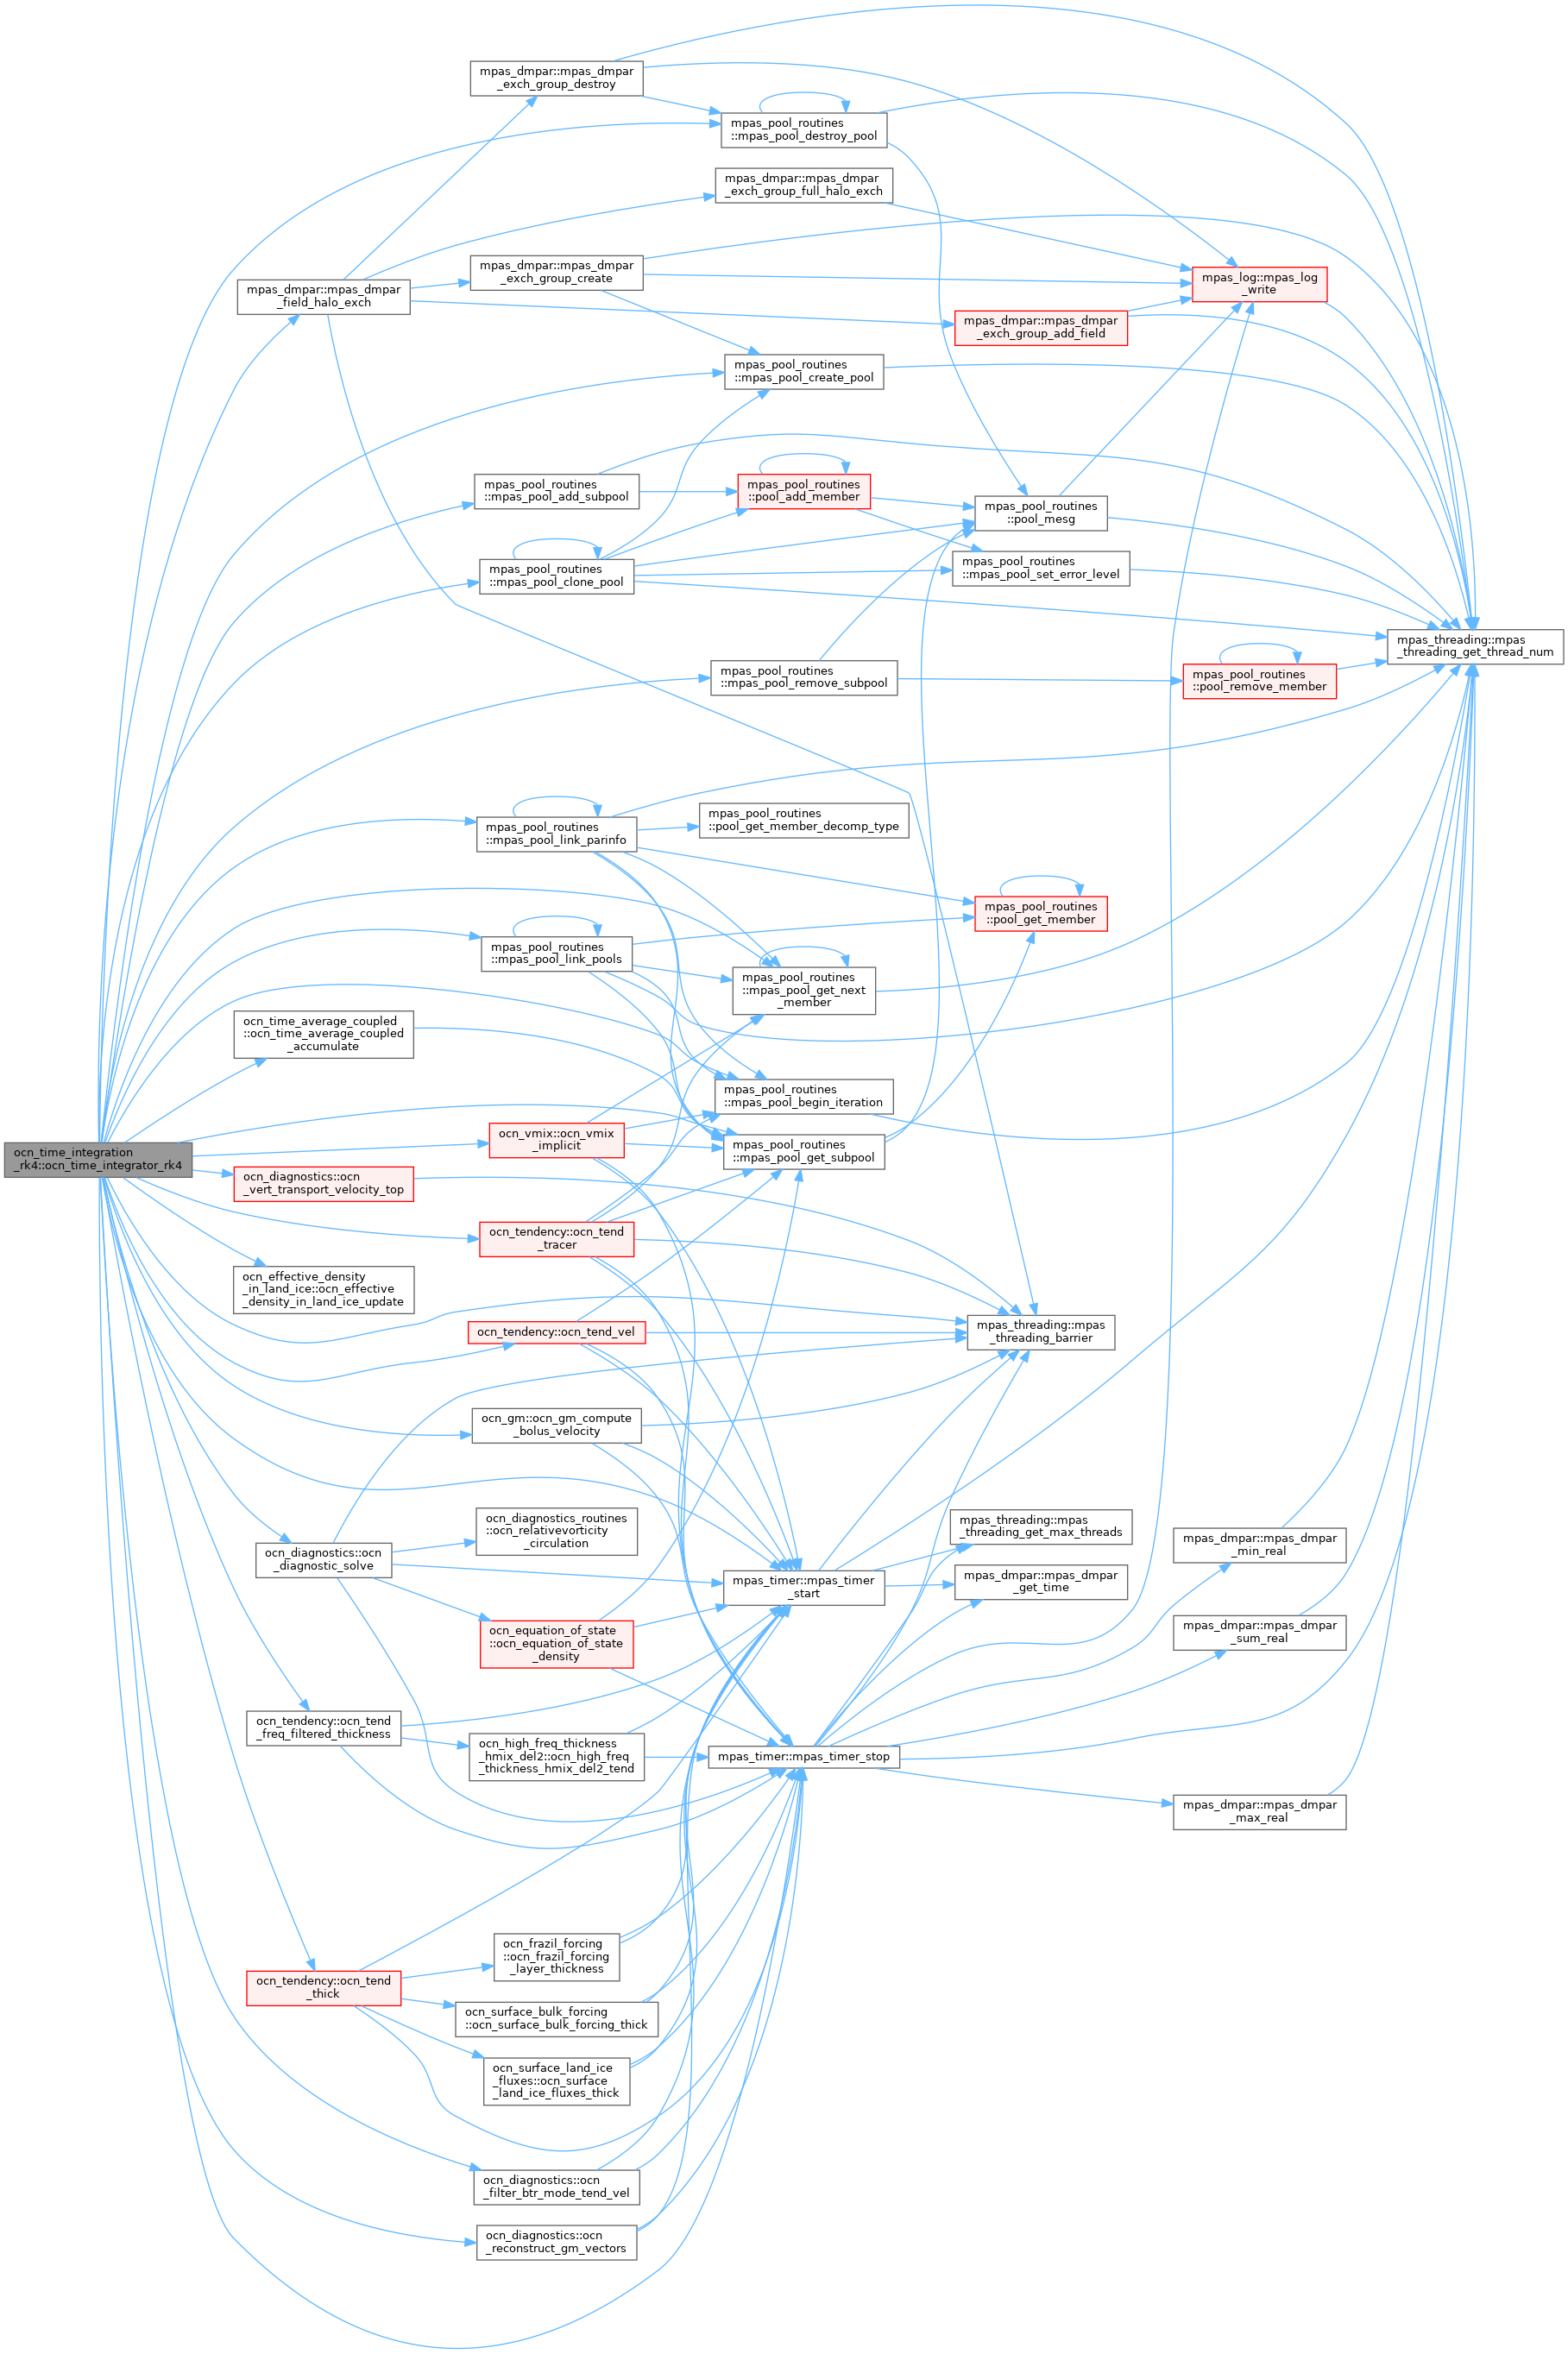 mpas_dmpar::mpas_dmpar
_exch_group_destroy
mpas_pool_routines
::mpas_pool_destroy_pool
mpas_dmpar::mpas_dmpar
_exch_group_full_halo_exch
mpas_dmpar::mpas_dmpar
_exch_group_create
mpas_log::mpas_log
_write
mpas_dmpar::mpas_dmpar
_field_halo_exch
mpas_dmpar::mpas_dmpar
_exch_group_add_field
mpas_pool_routines
::mpas_pool_create_pool
mpas_pool_routines
::mpas_pool_add_subpool
mpas_pool_routines
::pool_add_member
mpas_pool_routines
::pool_mesg
mpas_pool_routines
::mpas_pool_clone_pool
mpas_pool_routines
::mpas_pool_set_error_level
mpas_threading::mpas
_threading_get_thread_num
mpas_pool_routines
::mpas_pool_remove_subpool
mpas_pool_routines
::pool_remove_member
mpas_pool_routines
::mpas_pool_link_parinfo
mpas_pool_routines
::pool_get_member_decomp_type
mpas_pool_routines
::pool_get_member
mpas_pool_routines
::mpas_pool_link_pools
mpas_pool_routines
::mpas_pool_get_next
_member
ocn_time_average_coupled
::ocn_time_average_coupled
_accumulate
mpas_pool_routines
::mpas_pool_begin_iteration
ocn_vmix::ocn_vmix
_implicit
mpas_pool_routines
::mpas_pool_get_subpool
ocn_time_integration
_rk4::ocn_time_integrator_rk4
ocn_diagnostics::ocn
_vert_transport_velocity_top
ocn_tendency::ocn_tend
_tracer
ocn_effective_density
_in_land_ice::ocn_effective
_density_in_land_ice_update
ocn_tendency::ocn_tend_vel
mpas_threading::mpas
_threading_barrier
ocn_gm::ocn_gm_compute
_bolus_velocity
ocn_diagnostics_routines
::ocn_relativevorticity
_circulation
mpas_threading::mpas
_threading_get_max_threads
ocn_diagnostics::ocn
_diagnostic_solve
mpas_dmpar::mpas_dmpar
_min_real
mpas_timer::mpas_timer
_start
mpas_dmpar::mpas_dmpar
_get_time
ocn_equation_of_state
::ocn_equation_of_state
_density
mpas_dmpar::mpas_dmpar
_sum_real
ocn_tendency::ocn_tend
_freq_filtered_thickness
ocn_high_freq_thickness
_hmix_del2::ocn_high_freq
_thickness_hmix_del2_tend
mpas_timer::mpas_timer_stop
mpas_dmpar::mpas_dmpar
_max_real
ocn_frazil_forcing
::ocn_frazil_forcing
_layer_thickness
ocn_tendency::ocn_tend
_thick
ocn_surface_bulk_forcing
::ocn_surface_bulk_forcing_thick
ocn_surface_land_ice
_fluxes::ocn_surface
_land_ice_fluxes_thick
ocn_diagnostics::ocn
_filter_btr_mode_tend_vel
ocn_diagnostics::ocn
_reconstruct_gm_vectors